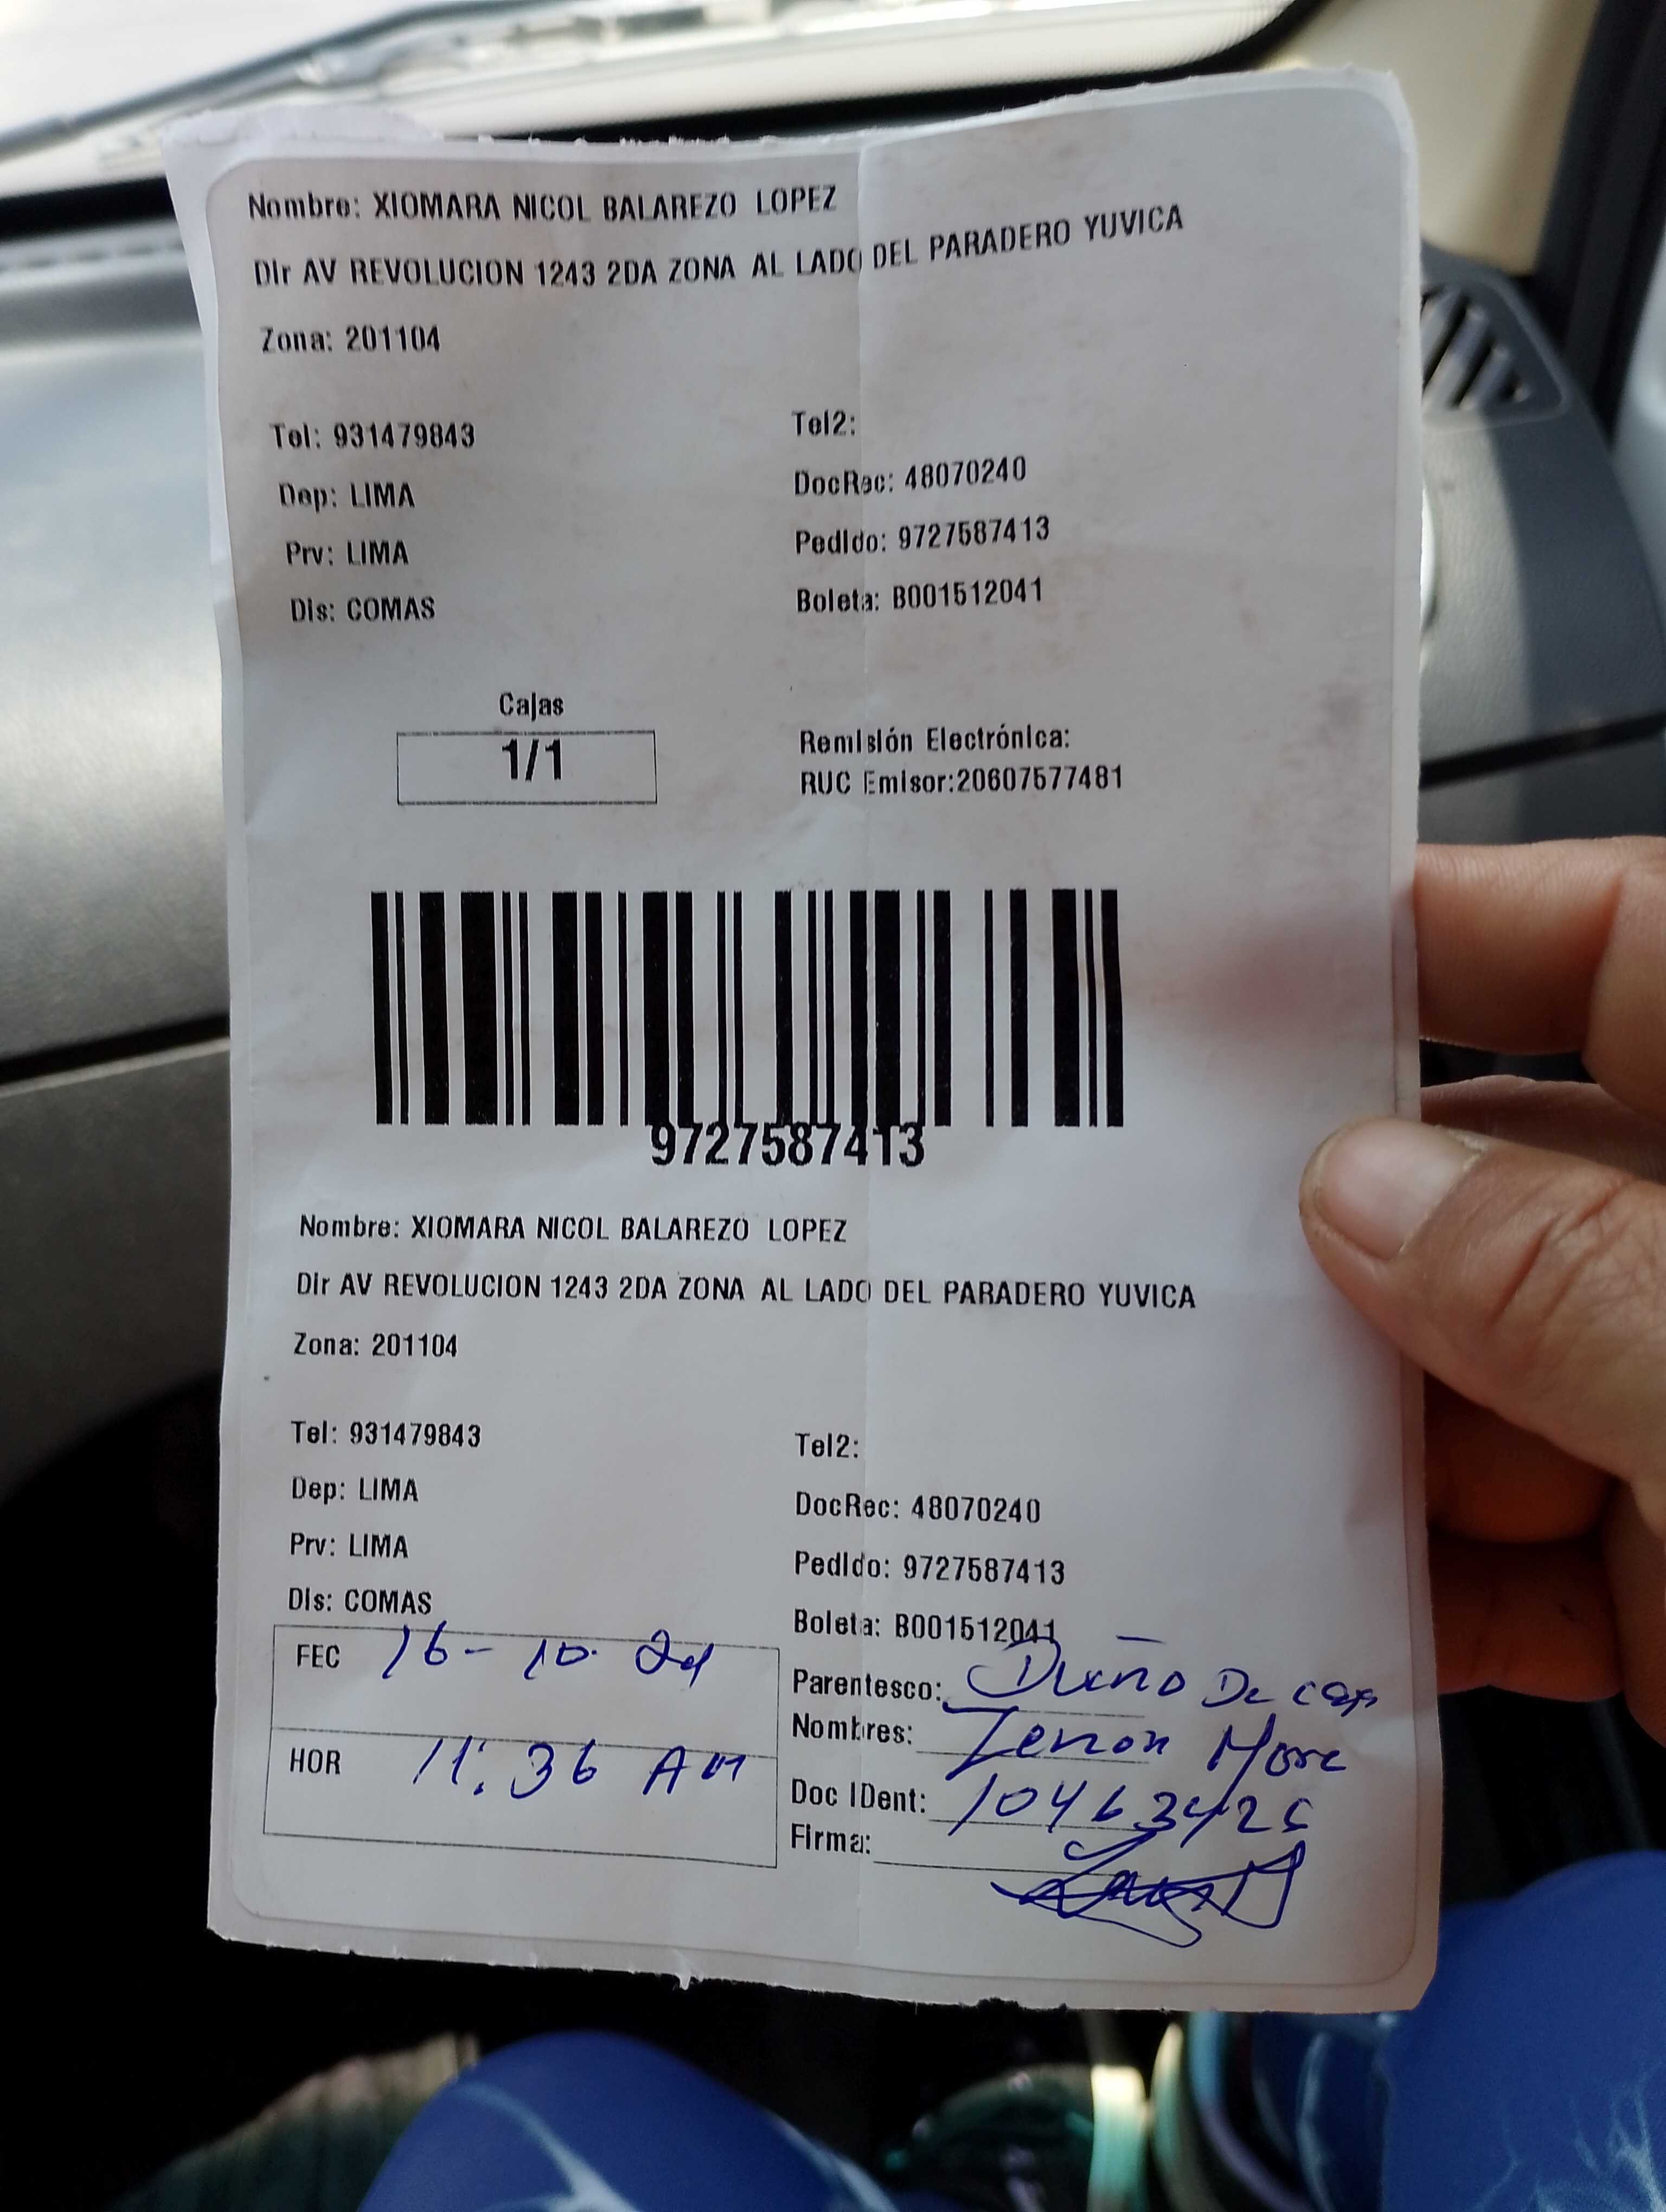 Nombre: XIOMARA NICOL BALAREZO LOPEZ
Dir AV REVOLUCION 1243 2DA ZONA AL LADO DEL PARADERO YUVICA
Zona: 201104
Tel: 931479843
Tel2:
Dep: LIMA
DocRec: 48070240
Prv: LIMA
Pedido: 9727587413
Dis: COMAS
Boleta: B001512041
Cajas
1/1
Remisión Electrónica:
RUC Emisor:20607577481
9727587413
Nombre: XIOMARA NICOL BALAREZO LOPEZ
Dir AV REVOLUCION 1243 2DA ZONA AL LADO DEL PARADERO YUVICA
Zona: 201104
Tel: 931479843
Tel2:
Dep: LIMA
DocRec: 48070240
Prv: LIMA
Pedido: 9727587413
Dis: COMAS
Boleta: B001512041
FEC 16-10-
Parentesco: Dueño De casa
Nombres: Zenon
HOR 11:36 AM
Doc IDent:
Firma: